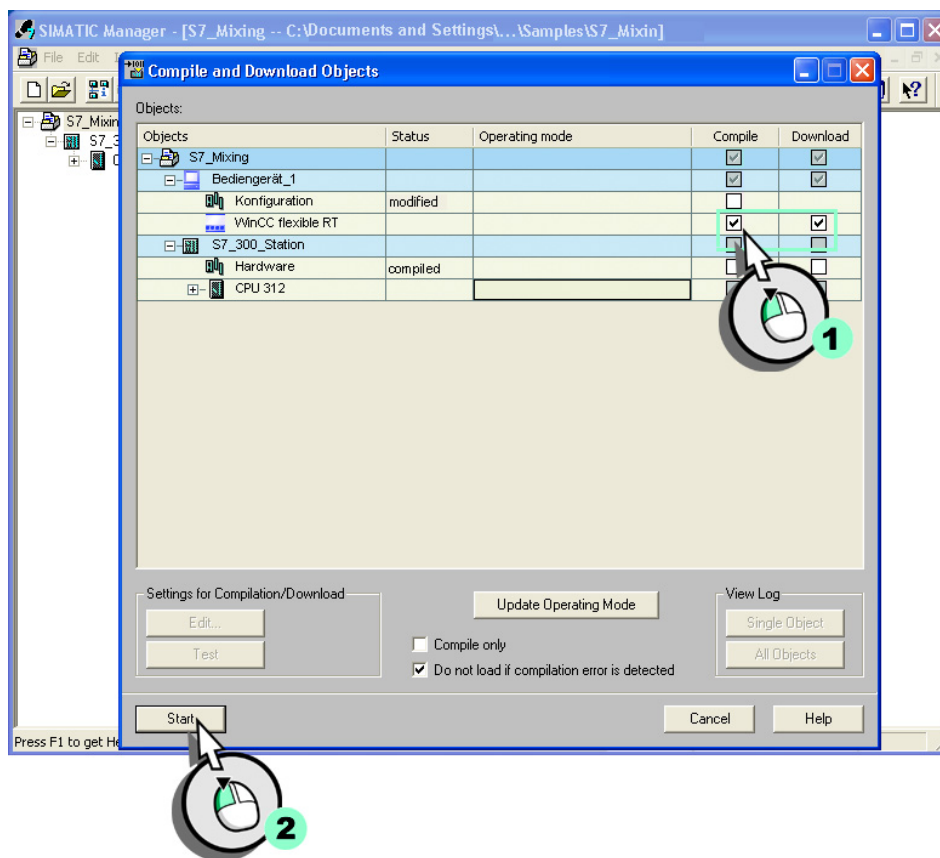 SIMATIC Manager - [S7_Mixing -- C:\Documents and Settings\...\Samples\S7_Mixin]
File Edit
Compile and Download Objects
S7_Mixin
S7_3
Objects:
Objects Status Operating mode Compile Download
S7_Mixing
Bediengerät_1
Konfiguration modified
WinCC flexible RT
S7_300_Station
Hardware compiled
CPU 312
1
Settings for Compilation/Download
Edit...
Test
Update Operating Mode
Compile only
Do not load if compilation error is detected
View Log
Single Object
All Objects
Start
Cancel
Help
Press F1 to get He
2